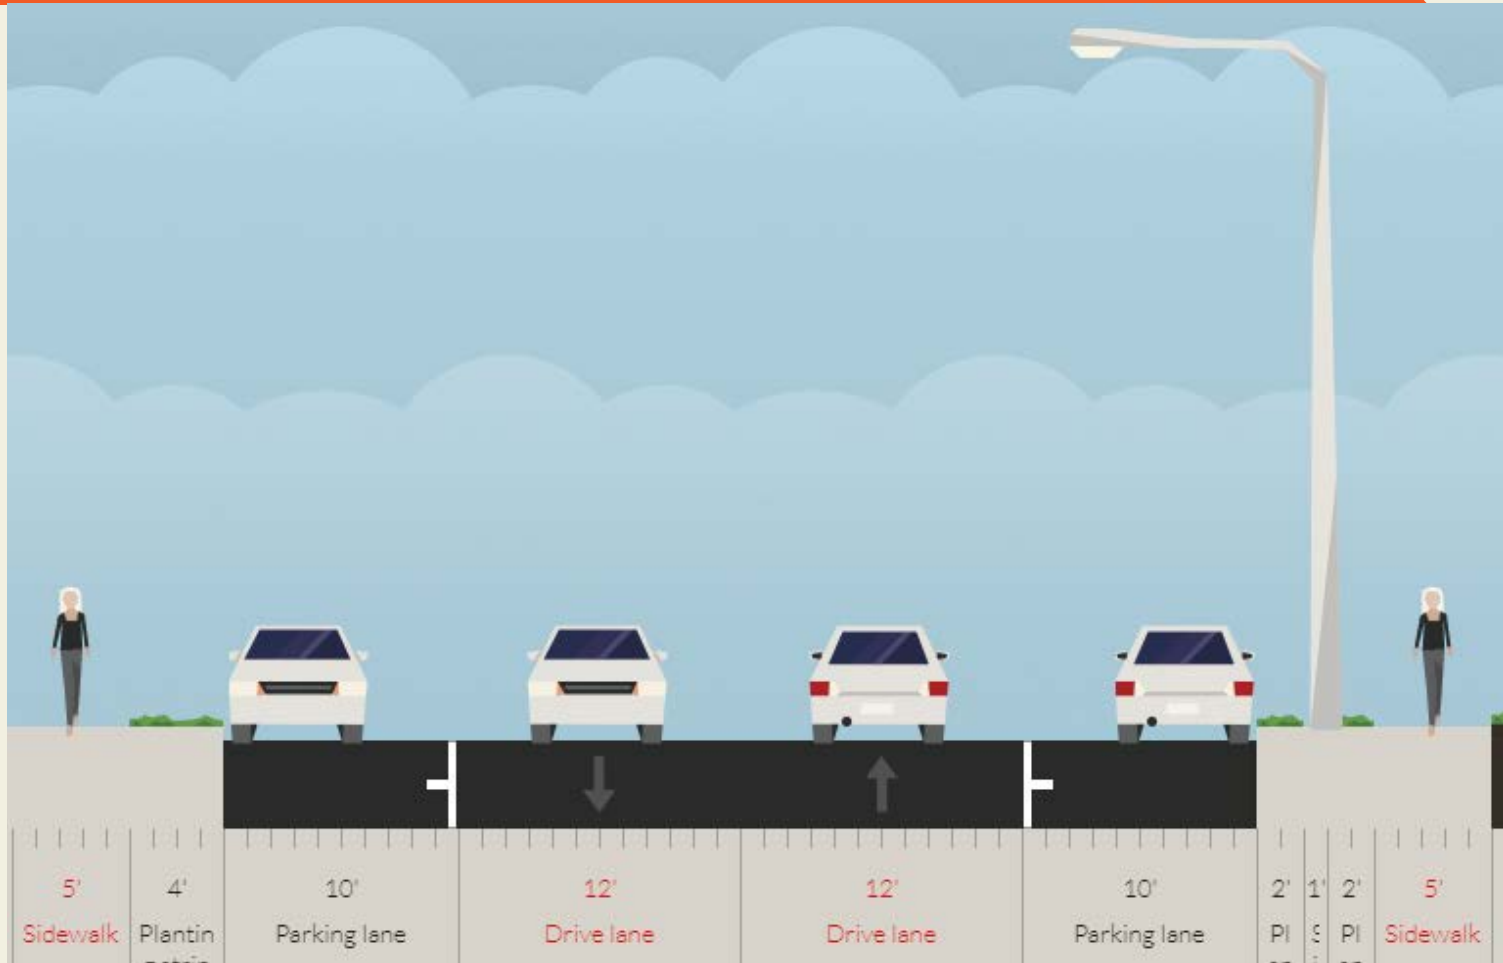 5' 4' 10' 12' 12' 10' 2' 1' 2' 5'
Sidewalk Plantin Parking lane Drive lane Drive lane Parking lane Pl S Pl Sidewalk